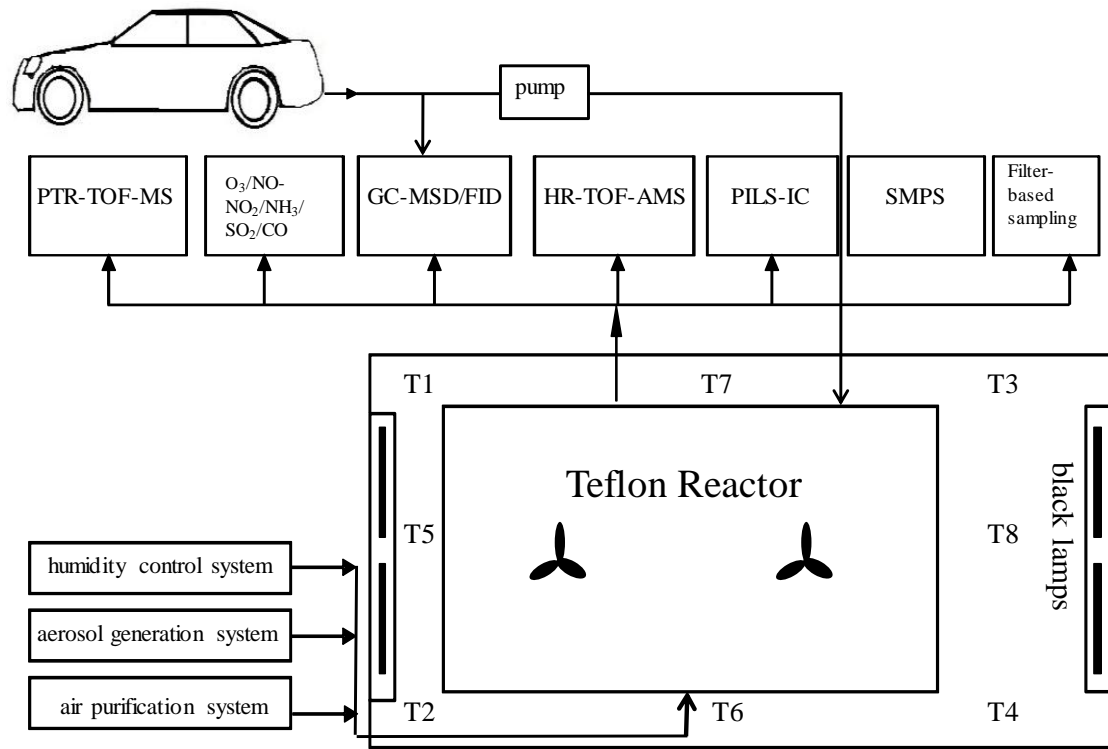 pump
PTR-TOF-MS
O₃/NO-
NO₂/NH₃/
SO₂/CO
GC-MSD/FID
HR-TOF-AMS
PILS-IC
SMPS
Filter-
based
sampling
T1
T7
T3
Teflon Reactor
T5
T8
black lamps
humidity control system
aerosol generation system
air purification system
T2
T6
T4